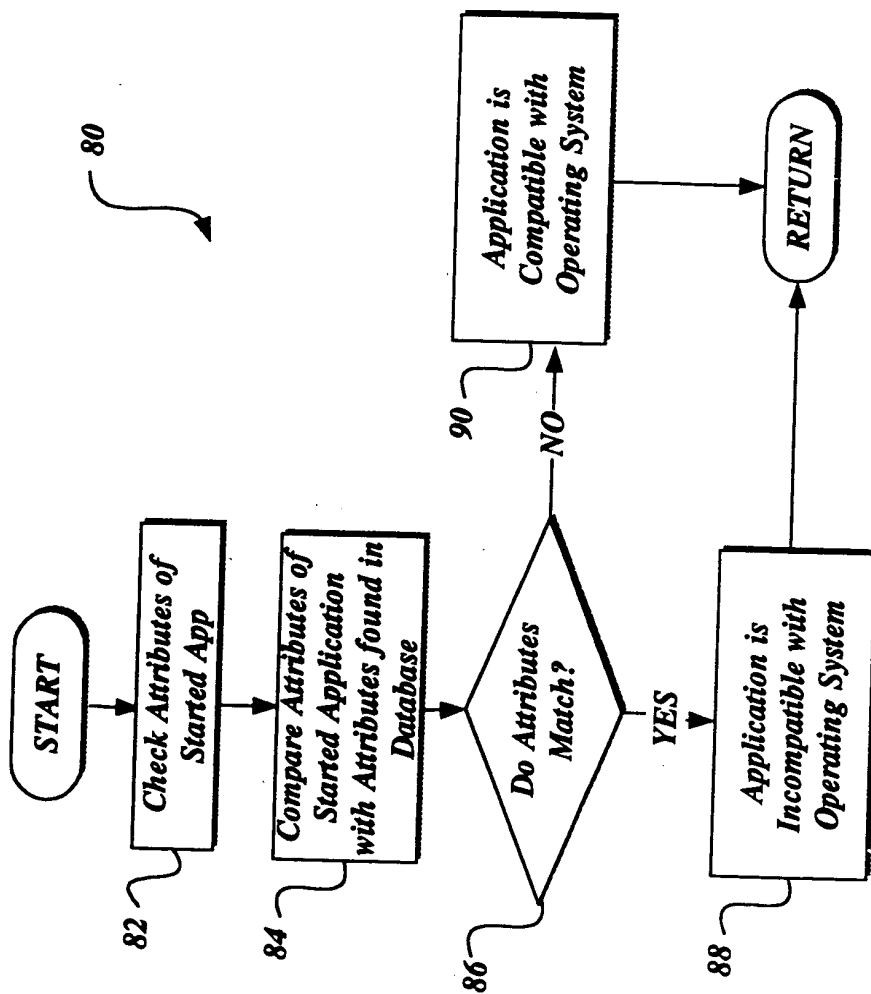 80
START
82
Check Attributes of
Started App
84
Compare Attributes of
Started Application
with Attributes found in
Database
86
Do Attributes
Match?
NO
90
Application is
Compatible with
Operating System
YES
88
Application is
Incompatible with
Operating System
RETURN